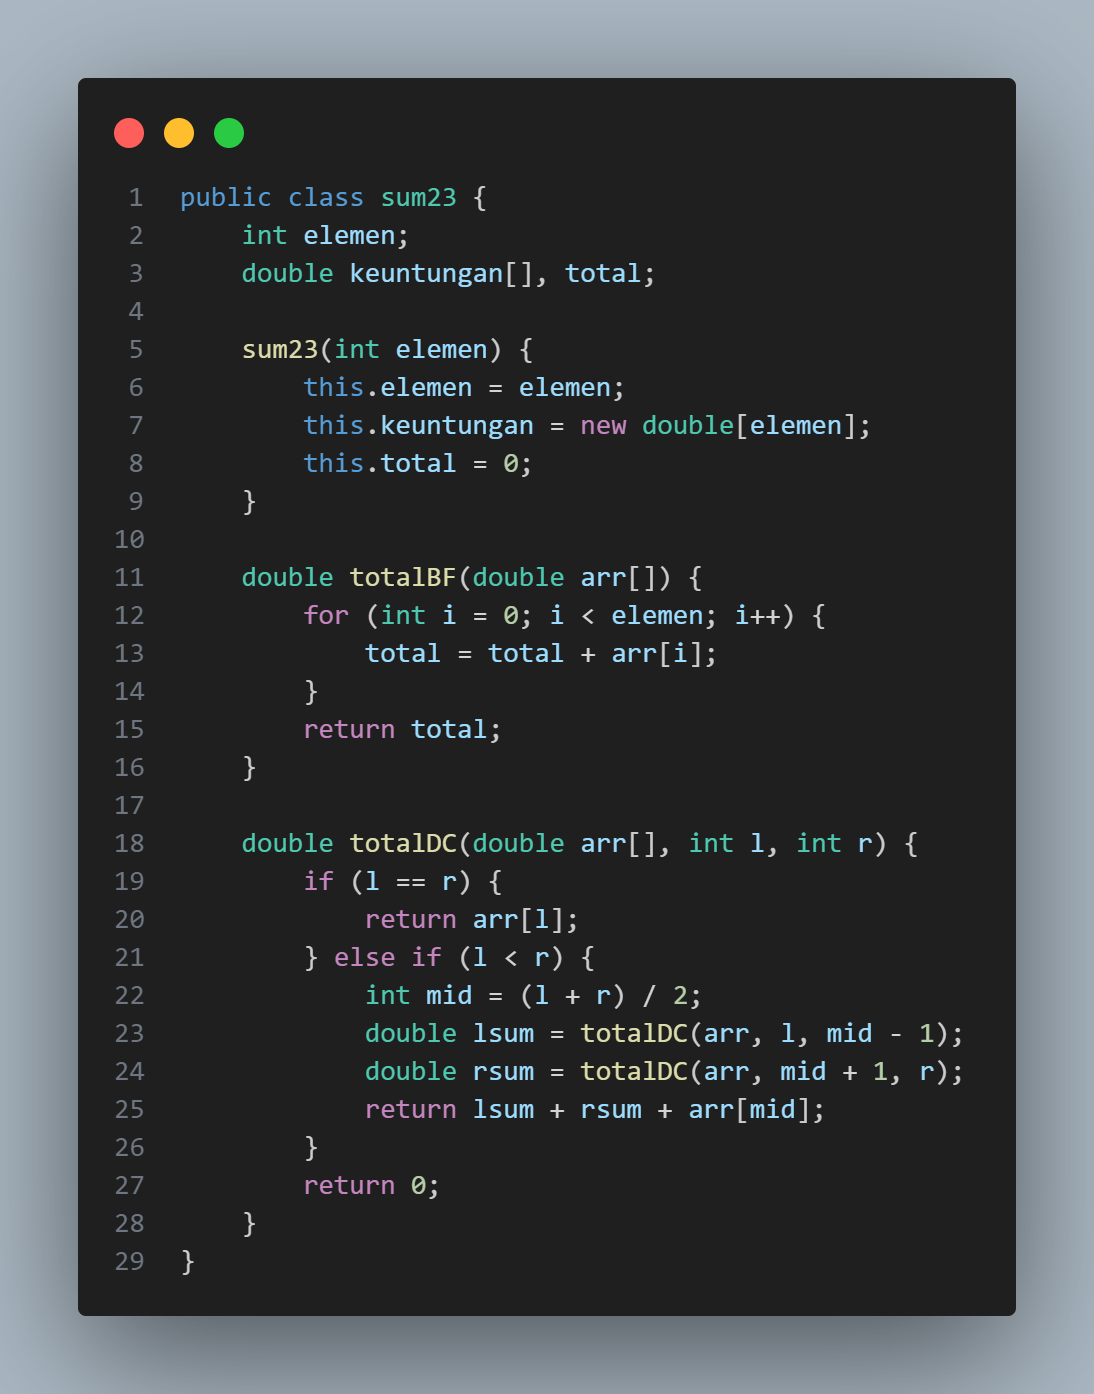 1 public class sum23 {
2     int elemen;
3     double keuntungan[], total;
4
5     sum23(int elemen) {
6         this.elemen = elemen;
7         this.keuntungan = new double[elemen];
8         this.total = 0;
9     }
10
11     double totalBF(double arr[]) {
12         for (int i = 0; i < elemen; i++) {
13             total = total + arr[i];
14         }
15         return total;
16     }
17
18     double totalDC(double arr[], int l, int r) {
19         if (l == r) {
20             return arr[l];
21         } else if (l < r) {
22             int mid = (l + r) / 2;
23             double lsum = totalDC(arr, l, mid - 1);
24             double rsum = totalDC(arr, mid + 1, r);
25             return lsum + rsum + arr[mid];
26         }
27         return 0;
28     }
29 }